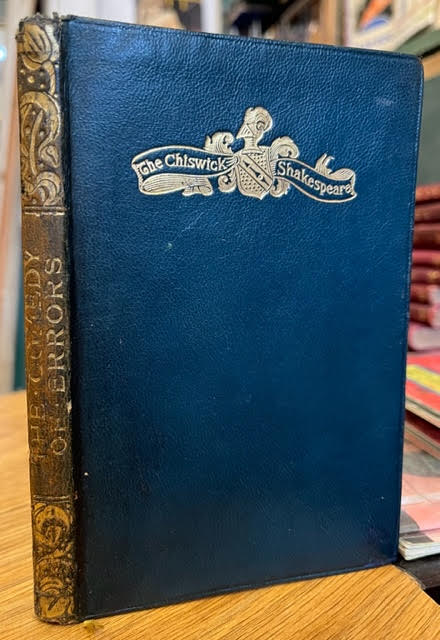 The Chiswick Shakespeare
THE COMEDY
OF ERRORS